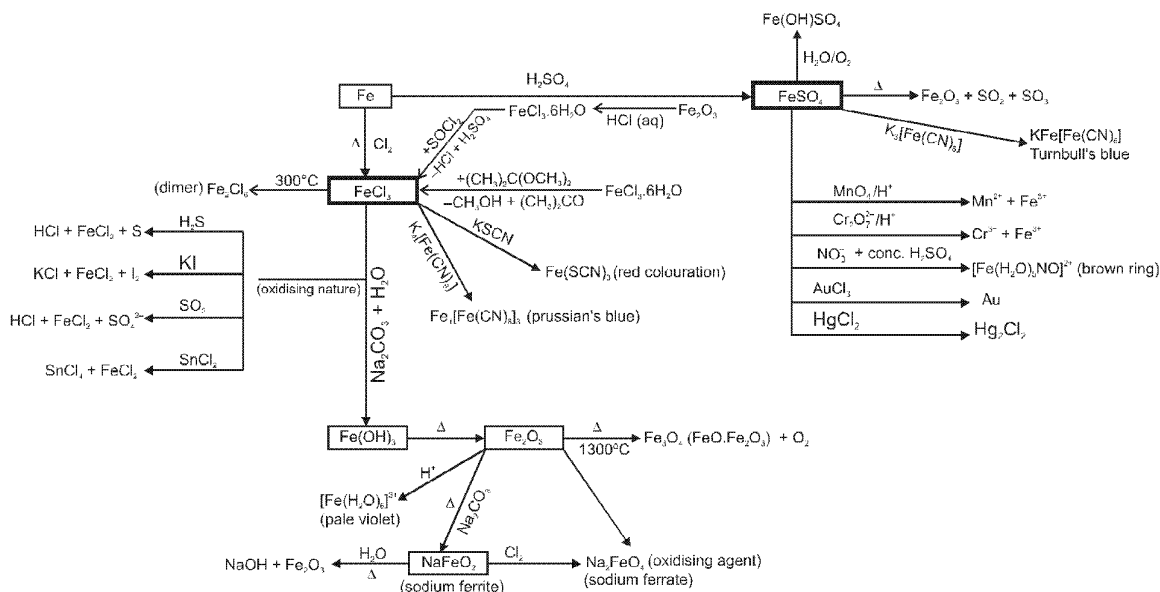 Fe(OH)SO₄
H₂O/O₂
H₂SO₄
Fe
FeSO₄
Δ
Fe₂O₃ + SO₂ + SO₃
FeCl₃.6H₂O
HCl (aq)
Fe₂O₃
K₃[Fe(CN)₆]
KFe[Fe(CN)₆]
Turnbull's blue
Δ Cl₂
+SOCl₂
–HCl + H₂SO₄
(dimer) Fe₂Cl₆
300°C
FeCl₃
+(CH₃)₂C(OCH₃)₂
–CH₃OH + (CH₃)₂CO
FeCl₃.6H₂O
MnO₄⁻/H⁺
Mn²⁺ + Fe³⁺
HCl + FeCl₂ + S
H₂S
KSCN
Cr₂O₇²⁻/H⁺
Cr³⁺ + Fe³⁺
KCl + FeCl₂ + I₂
KI
(oxidising nature)
K₄[Fe(CN)₆]
Fe(SCN)₃ (red colouration)
NO₃⁻ + conc. H₂SO₄
[Fe(H₂O)₅NO]²⁺ (brown ring)
HCl + FeCl₂ + SO₄²⁻
SO₂
Na₂CO₃ + H₂O
Fe₄[Fe(CN)₆]₃ (prussian's blue)
AuCl₃
Au
HgCl₂
Hg₂Cl₂
SnCl₄ + FeCl₂
SnCl₂
Fe(OH)₃
Δ
Fe₂O₃
Δ
1300°C
Fe₃O₄ (FeO.Fe₂O₃) + O₂
H⁺
[Fe(H₂O)₆]³⁺
(pale violet)
Δ
Na₂CO₃
NaOH + Fe₂O₃
H₂O
Δ
NaFeO₂
(sodium ferrite)
Cl₂
Na₂FeO₄ (oxidising agent)
(sodium ferrate)